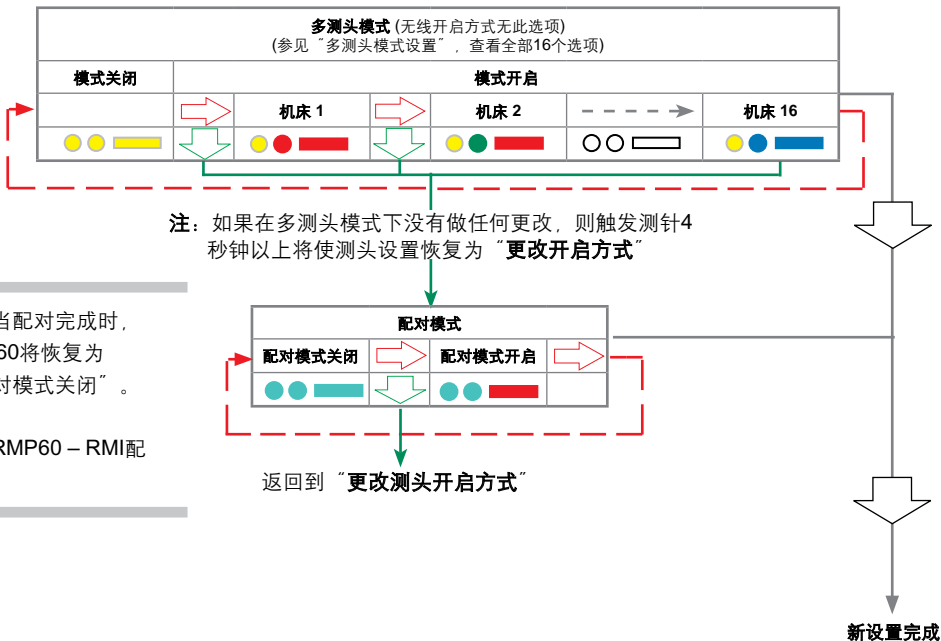 多测头模式 (无线开启方式无此选项)
(参见“多测头模式设置”，查看全部16个选项)
模式关闭
模式开启
机床 1
机床 2
机床 16
注：如果在多测头模式下没有做任何更改，则触发测针4
秒钟以上将使测头设置恢复为“更改开启方式”
当配对完成时，
60将恢复为
对模式关闭”。
RMP60 – RMI配
配对模式
配对模式关闭
配对模式开启
返回到“更改测头开启方式”
新设置完成